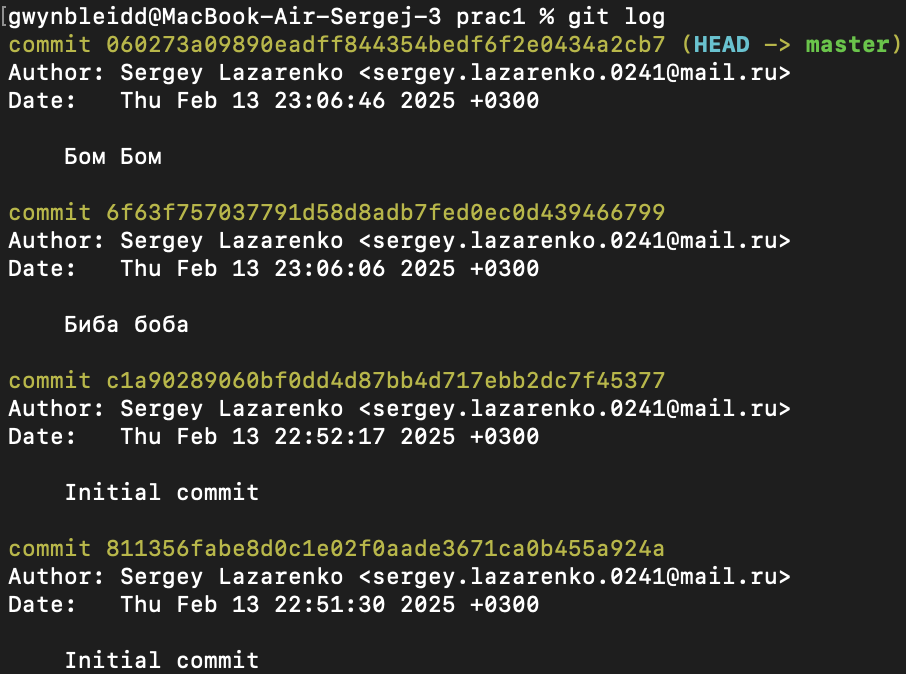 [gwynbleidd@MacBook-Air-Sergej-3 prac1 % git log
commit 060273a09890eadff844354bedf6f2e0434a2cb7 (HEAD -> master)
Author: Sergey Lazarenko <sergey.lazarenko.0241@mail.ru>
Date:   Thu Feb 13 23:06:46 2025 +0300
Бом Бом
commit 6f63f757037791d58d8adb7fed0ec0d439466799
Author: Sergey Lazarenko <sergey.lazarenko.0241@mail.ru>
Date:   Thu Feb 13 23:06:06 2025 +0300
Биба боба
commit c1a90289060bf0dd4d87bb4d717ebb2dc7f45377
Author: Sergey Lazarenko <sergey.lazarenko.0241@mail.ru>
Date:   Thu Feb 13 22:52:17 2025 +0300
Initial commit
commit 811356fabe8d0c1e02f0aade3671ca0b455a924a
Author: Sergey Lazarenko <sergey.lazarenko.0241@mail.ru>
Date:   Thu Feb 13 22:51:30 2025 +0300
Initial commit